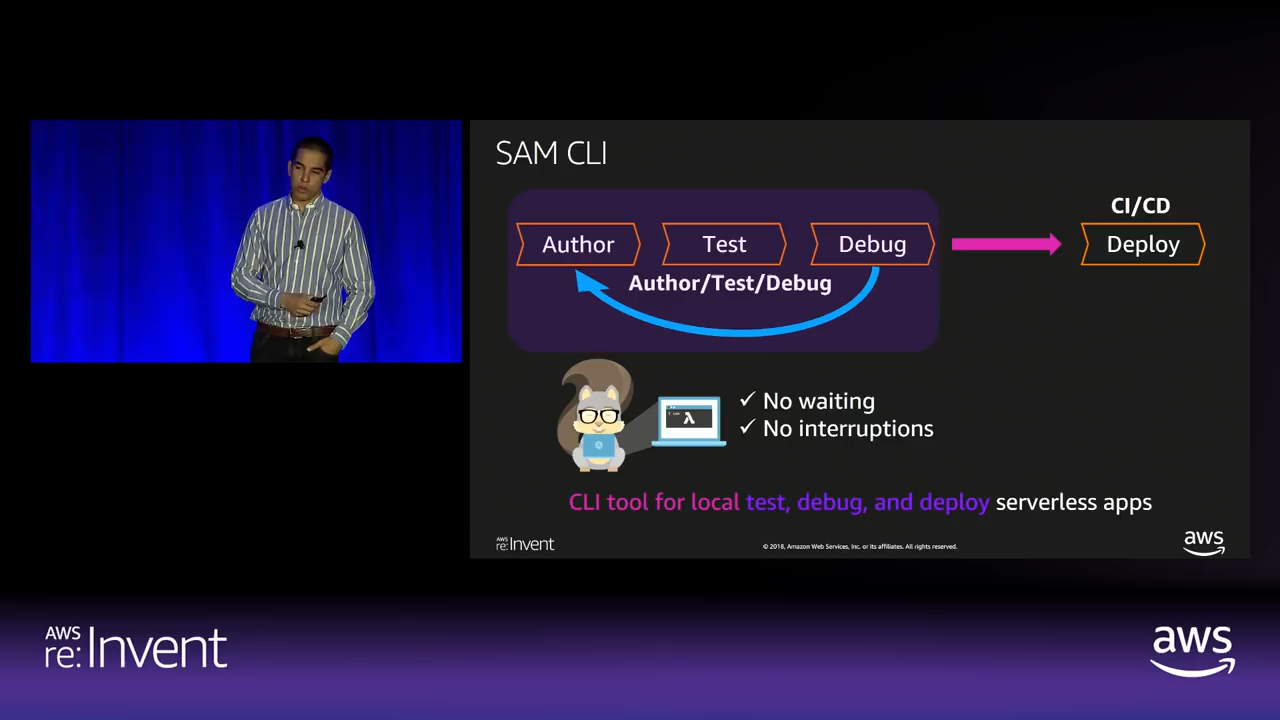 SAM CLI
CI/CD
Author
Test
Debug
Deploy
Author/Test/Debug
λ
✓ No waiting
✓ No interruptions
CLI tool for local test, debug, and deploy serverless apps
AWS
re:Invent
© 2018, Amazon Web Services, Inc. or its affiliates. All rights reserved.
aws
AWS
re:Invent
aws